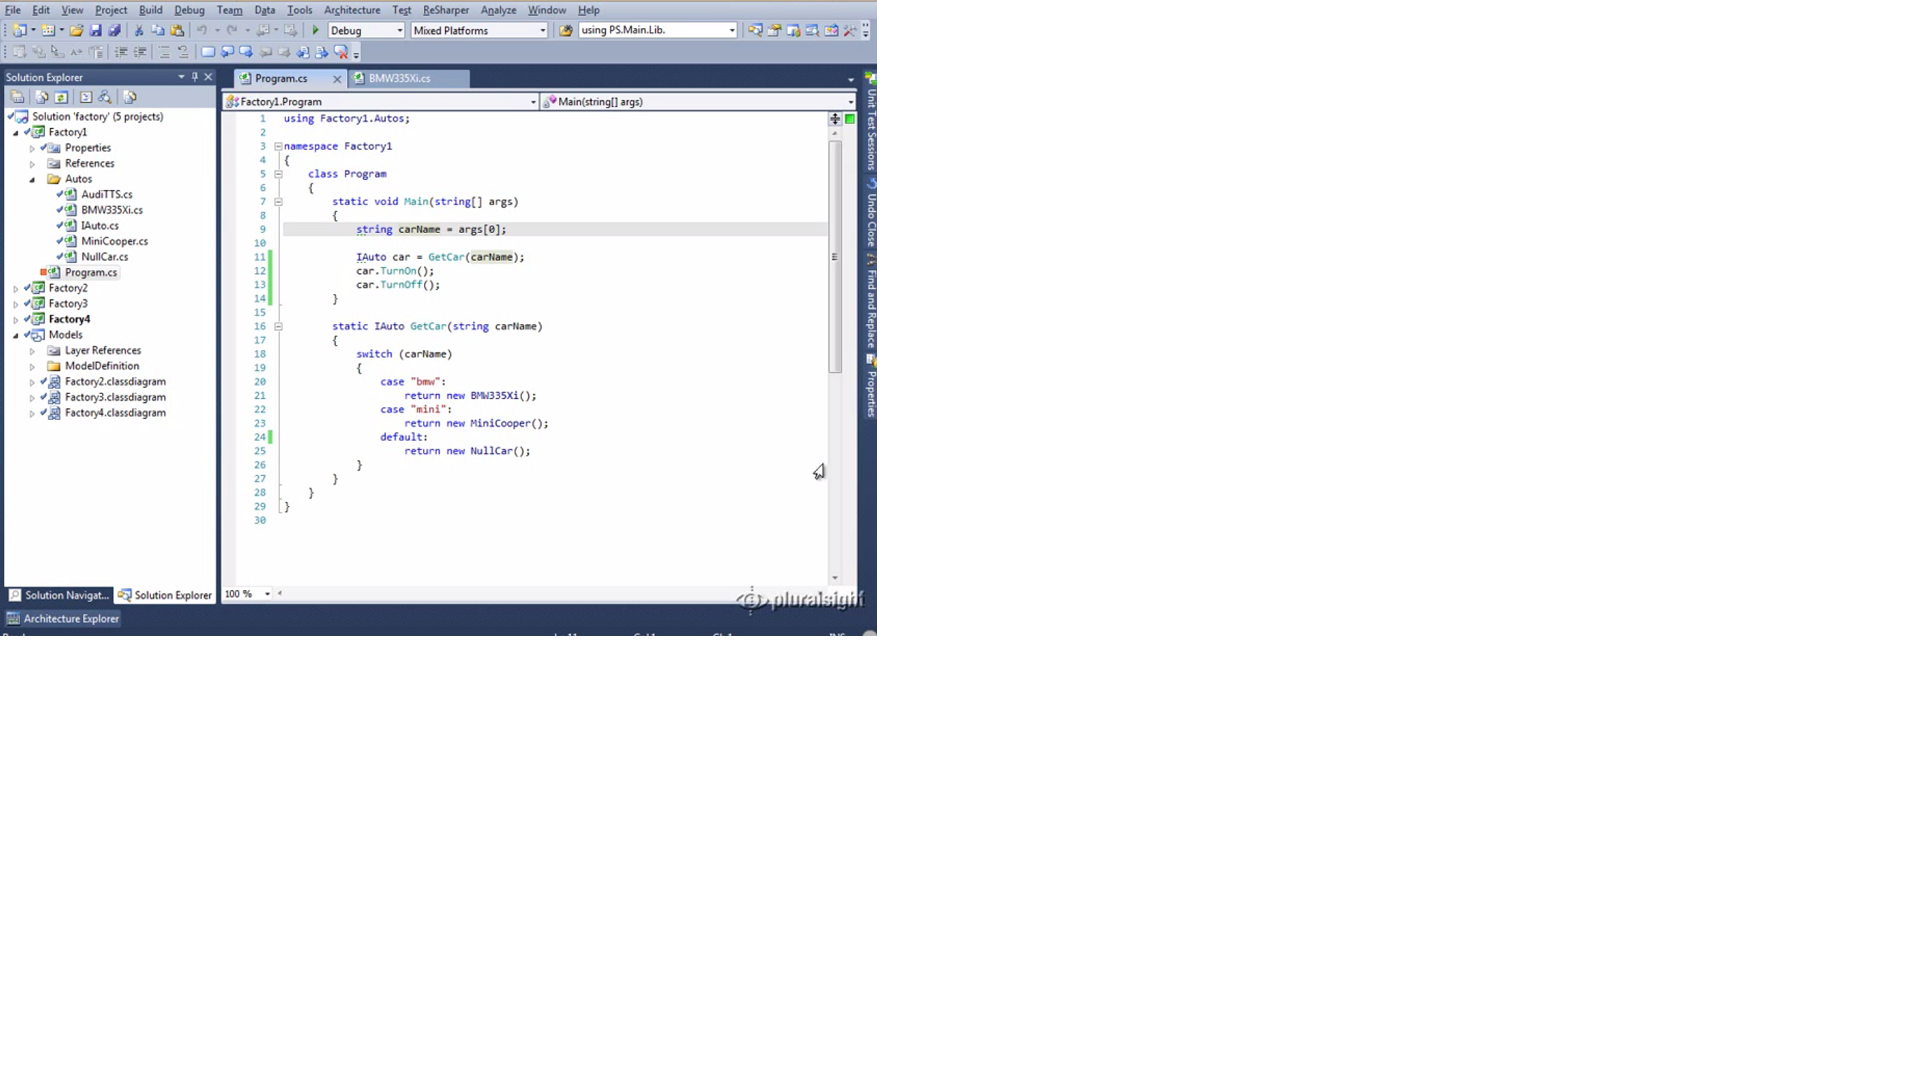 File Edit View Project Build Debug Team Data Tools Architecture Test ReSharper Analyze Window Help
Debug Mixed Platforms using PS.Main.Lib.
Solution Explorer
Program.cs BMW335Xi.cs
Factory1.Program Main(string[] args)
Solution 'factory' (5 projects)
Factory1
Properties
References
Autos
AudiTTS.cs
BMW335Xi.cs
IAuto.cs
MiniCooper.cs
NullCar.cs
Program.cs
Factory2
Factory3
Factory4
Models
Layer References
ModelDefinition
Factory2.classdiagram
Factory3.classdiagram
Factory4.classdiagram
1 using Factory1.Autos;
2
3 namespace Factory1
4 {
5 class Program
6 {
7 static void Main(string[] args)
8 {
9 string carName = args[0];
10
11 IAuto car = GetCar(carName);
12 car.TurnOn();
13 car.TurnOff();
14 }
15
16 static IAuto GetCar(string carName)
17 {
18 switch (carName)
19 {
20 case "bmw":
21 return new BMW335Xi();
22 case "mini":
23 return new MiniCooper();
24 default:
25 return new NullCar();
26 }
27 }
28 }
29 }
30
Unit Test Sessions
Undo Close
Find and Replace
Properties
Solution Navigat... Solution Explorer
100 %
pluralsight
Architecture Explorer